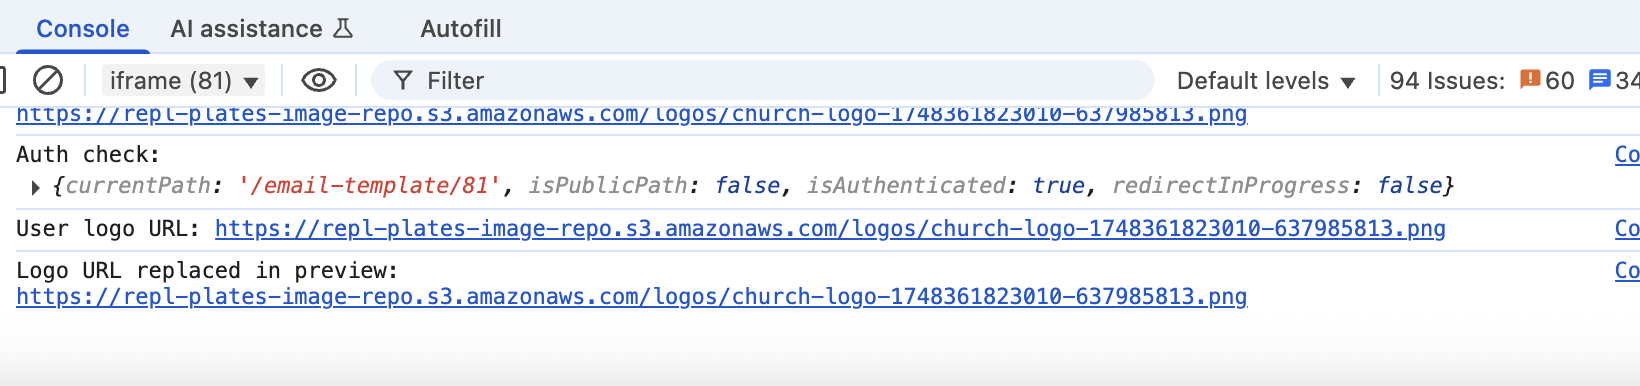 Console AI assistance Autofill
iframe (81) ▼ Filter Default levels ▼ 94 Issues: 60 34
https://repl-plates-image-repo.s3.amazonaws.com/logos/church-logo-1748361823010-637985813.png
Auth check: Co
▶ {currentPath: '/email-template/81', isPublicPath: false, isAuthenticated: true, redirectInProgress: false}
User logo URL: https://repl-plates-image-repo.s3.amazonaws.com/logos/church-logo-1748361823010-637985813.png Co
Logo URL replaced in preview: Co
https://repl-plates-image-repo.s3.amazonaws.com/logos/church-logo-1748361823010-637985813.png